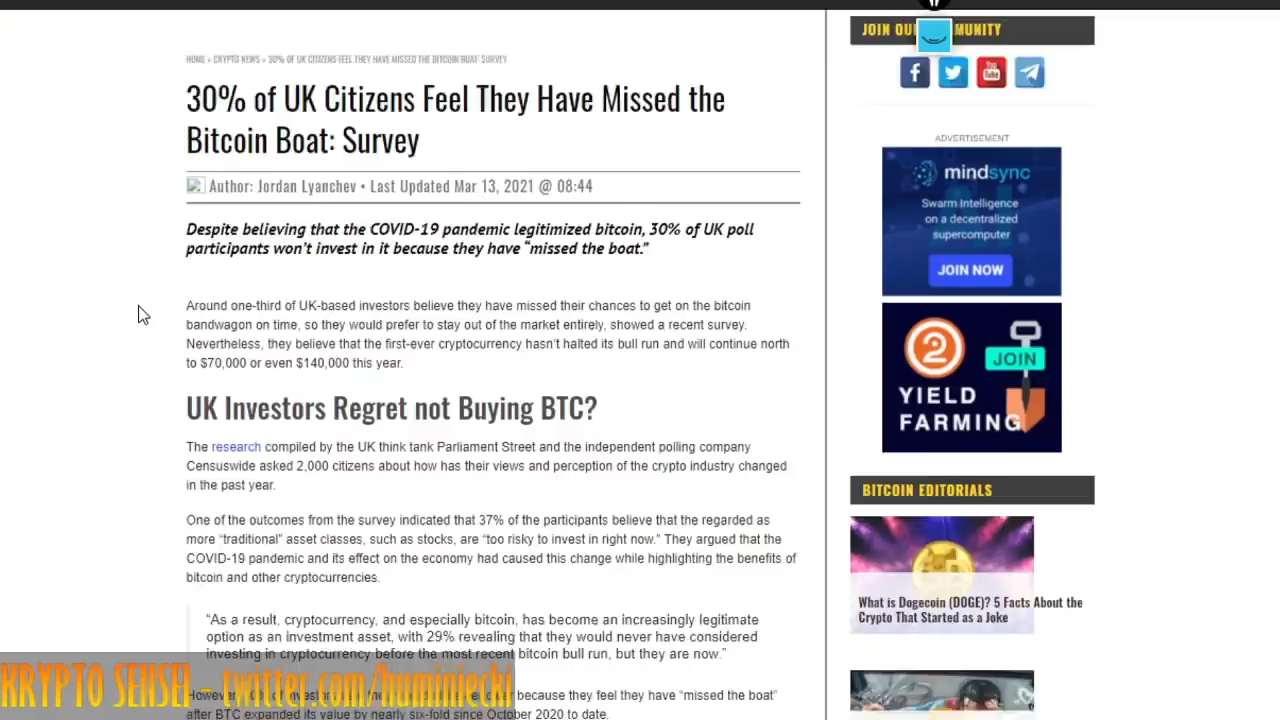 JOIN OUR MUNITY
HOME » CRYPTO NEWS » 30% OF UK CITIZENS FEEL THEY HAVE MISSED THE BITCOIN BOAT: SURVEY
30% of UK Citizens Feel They Have Missed the
Bitcoin Boat: Survey
Author: Jordan Lyanchev • Last Updated Mar 13, 2021 @ 08:44
Despite believing that the COVID-19 pandemic legitimized bitcoin, 30% of UK poll
participants won't invest in it because they have "missed the boat."
Around one-third of UK-based investors believe they have missed their chances to get on the bitcoin
bandwagon on time, so they would prefer to stay out of the market entirely, showed a recent survey.
Nevertheless, they believe that the first-ever cryptocurrency hasn't halted its bull run and will continue north
to $70,000 or even $140,000 this year.
UK Investors Regret not Buying BTC?
The research compiled by the UK think tank Parliament Street and the independent polling company
Censuswide asked 2,000 citizens about how has their views and perception of the crypto industry changed
in the past year.
One of the outcomes from the survey indicated that 37% of the participants believe that the regarded as
more "traditional" asset classes, such as stocks, are "too risky to invest in right now." They argued that the
COVID-19 pandemic and its effect on the economy had caused this change while highlighting the benefits of
bitcoin and other cryptocurrencies.
"As a result, cryptocurrency, and especially bitcoin, has become an increasingly legitimate
option as an investment asset, with 29% revealing that they would never have considered
investing in cryptocurrency before the most recent bitcoin bull run, but they are now."
KRYPTO SENSEI – twitter.com/huminiechi
However, because they feel they have "missed the boat"
after BTC expanded its value by nearly six-fold since October 2020 to date.
You Tube
ADVERTISEMENT
mindsync
Swarm Intelligence
on a decentralized
supercomputer
JOIN NOW
2
JOIN
YIELD
FARMING
BITCOIN EDITORIALS
What is Dogecoin (DOGE)? 5 Facts About the
Crypto That Started as a Joke